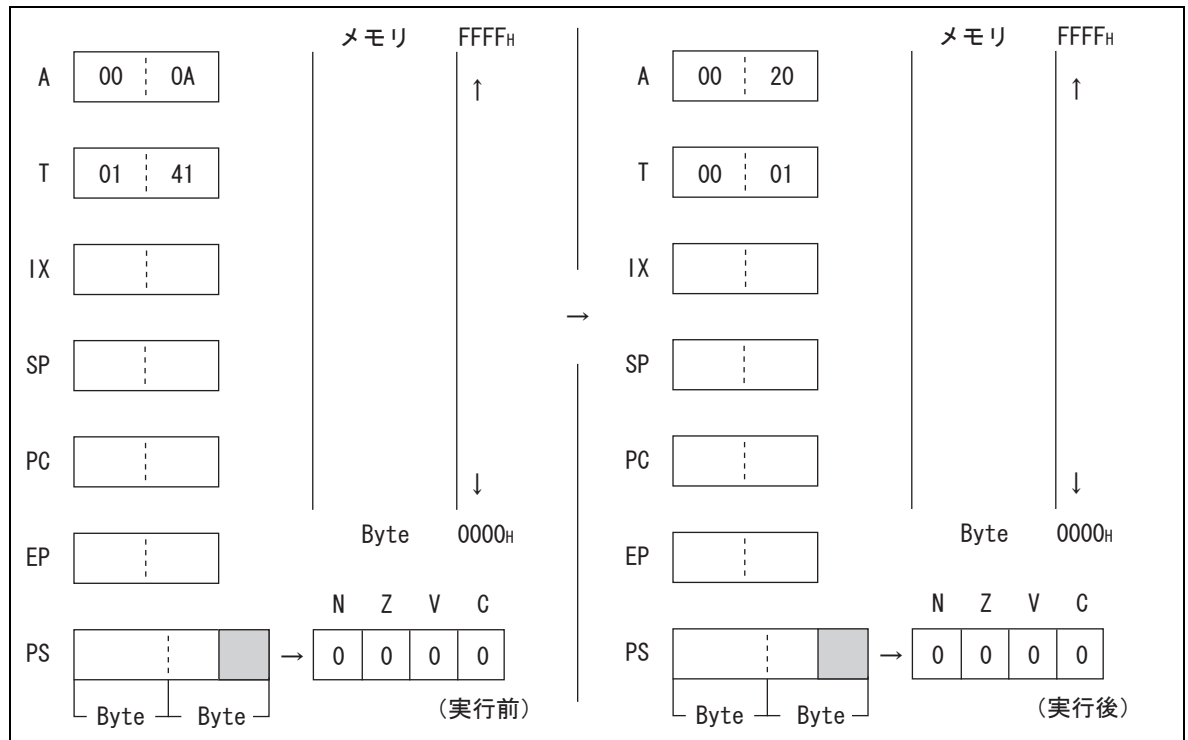 メモリ FFFFH
A 00 0A
↑
T 01 41
IX
SP
PC
↓
Byte 0000H
EP
N Z V C
PS → 0 0 0 0
Byte Byte
(実行前)
→
メモリ FFFFH
A 00 20
↑
T 00 01
IX
SP
PC
↓
Byte 0000H
EP
N Z V C
PS → 0 0 0 0
Byte Byte
(実行後)